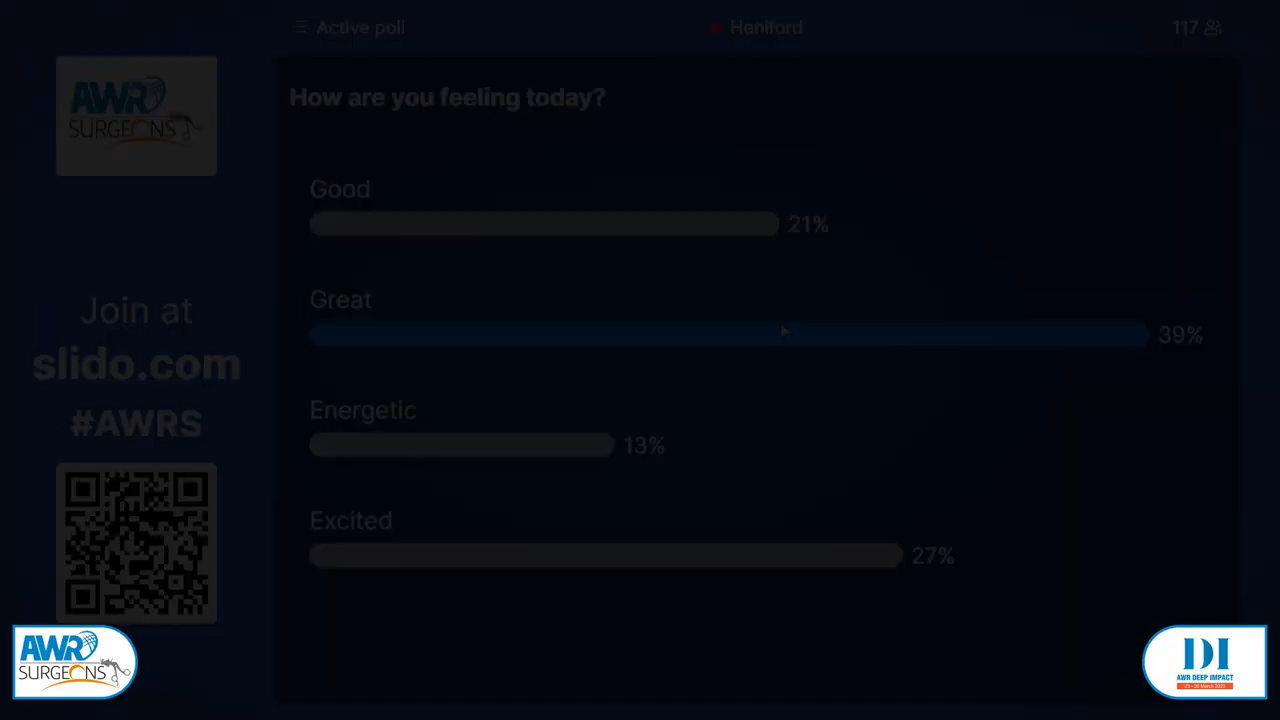 Active poll
Heniford
117
AWR
SURGEONS
How are you feeling today?
Good
21%
Great
39%
Energetic
13%
Excited
27%
Join at
slido.com
#AWRS
AWR
SURGEONS
DI
AWR DEEP IMPACT